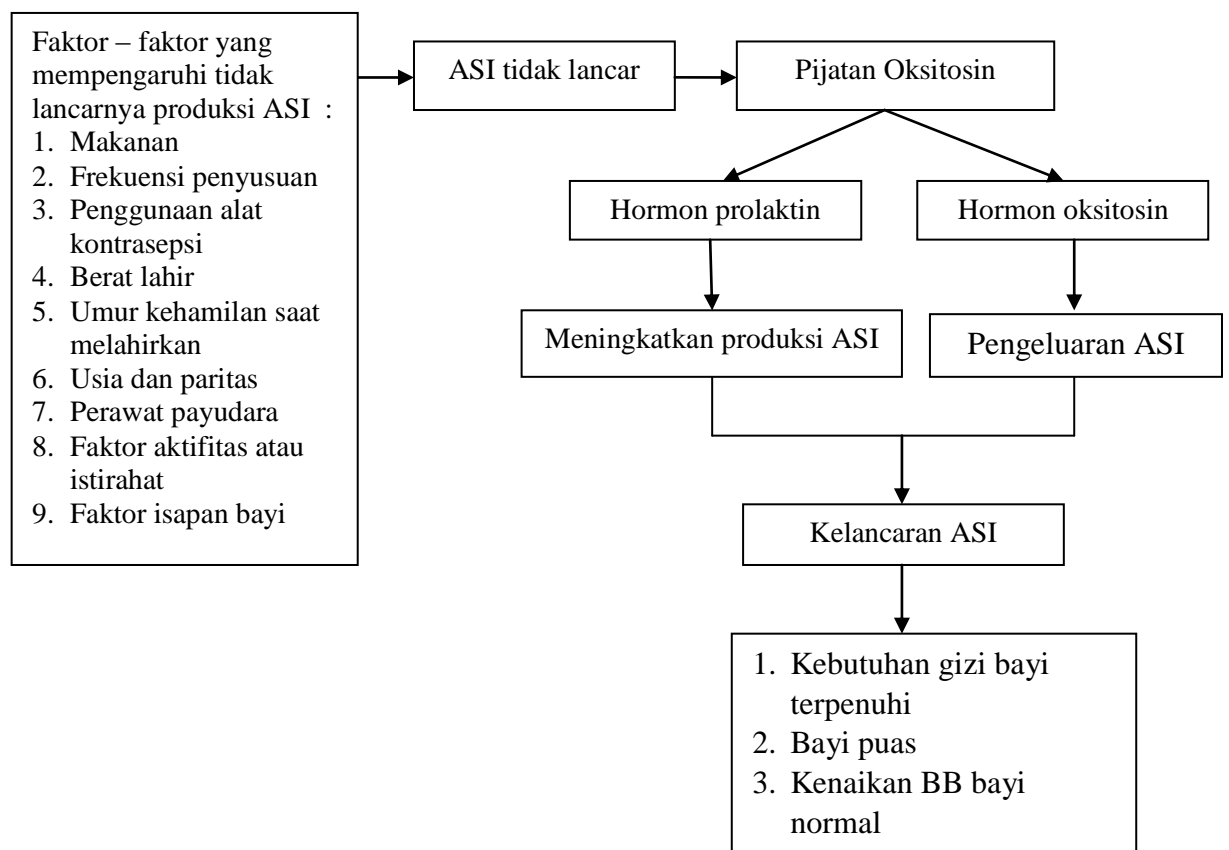 Faktor – faktor yang
mempengaruhi tidak
lancarnya produksi ASI :
1. Makanan
2. Frekuensi penyusuan
3. Penggunaan alat
kontrasepsi
4. Berat lahir
5. Umur kehamilan saat
melahirkan
6. Usia dan paritas
7. Perawat payudara
8. Faktor aktifitas atau
istirahat
9. Faktor isapan bayi
ASI tidak lancar
Pijatan Oksitosin
Hormon prolaktin
Hormon oksitosin
Meningkatkan produksi ASI
Pengeluaran ASI
Kelancaran ASI
1. Kebutuhan gizi bayi
terpenuhi
2. Bayi puas
3. Kenaikan BB bayi
normal